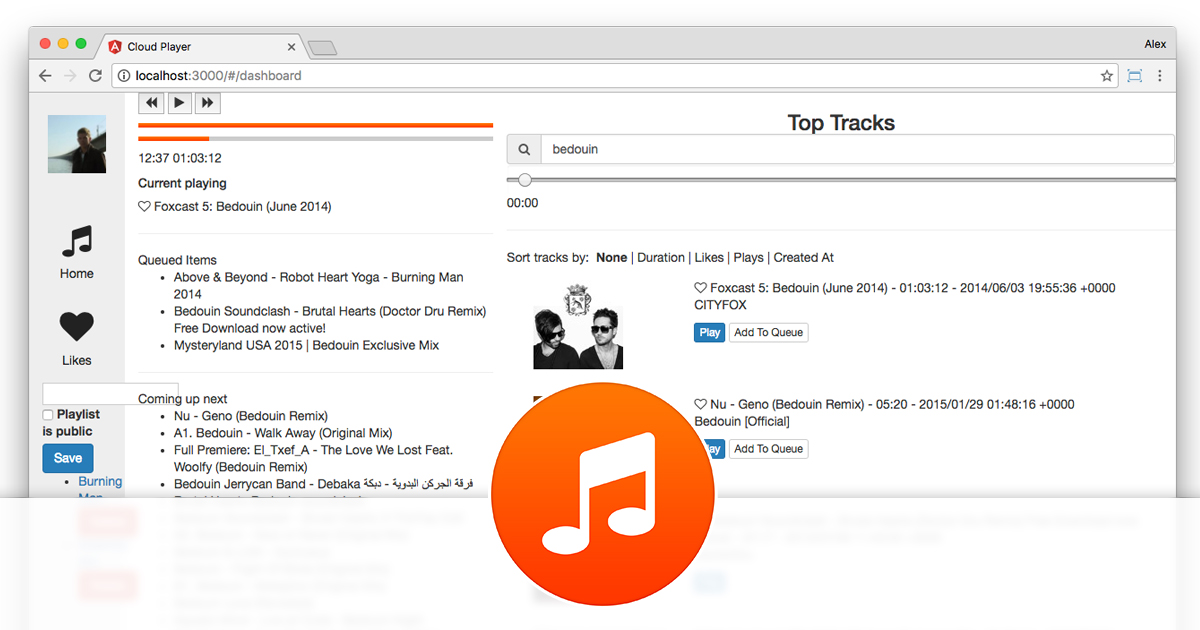 Cloud Player
Alex
localhost:3000/#/dashboard
Home
Likes
Playlist
is public
Save
Burning
12:37 01:03:12
Current playing
Foxcast 5: Bedouin (June 2014)
Queued Items
Above & Beyond - Robot Heart Yoga - Burning Man
2014
Bedouin Soundclash - Brutal Hearts (Doctor Dru Remix)
Free Download now active!
Mysteryland USA 2015 | Bedouin Exclusive Mix
Coming up next
Nu - Geno (Bedouin Remix)
A1. Bedouin - Walk Away (Original Mix)
Full Premiere: El_Txef_A - The Love We Lost Feat.
Woolfy (Bedouin Remix)
Bedouin Jerrycan Band - Debaka فرقة الجركن البدوية - دبكة
Top Tracks
bedouin
00:00
Sort tracks by: None | Duration | Likes | Plays | Created At
Foxcast 5: Bedouin (June 2014) - 01:03:12 - 2014/06/03 19:55:36 +0000
CITYFOX
Play Add To Queue
Nu - Geno (Bedouin Remix) - 05:20 - 2015/01/29 01:48:16 +0000
Bedouin [Official]
Add To Queue